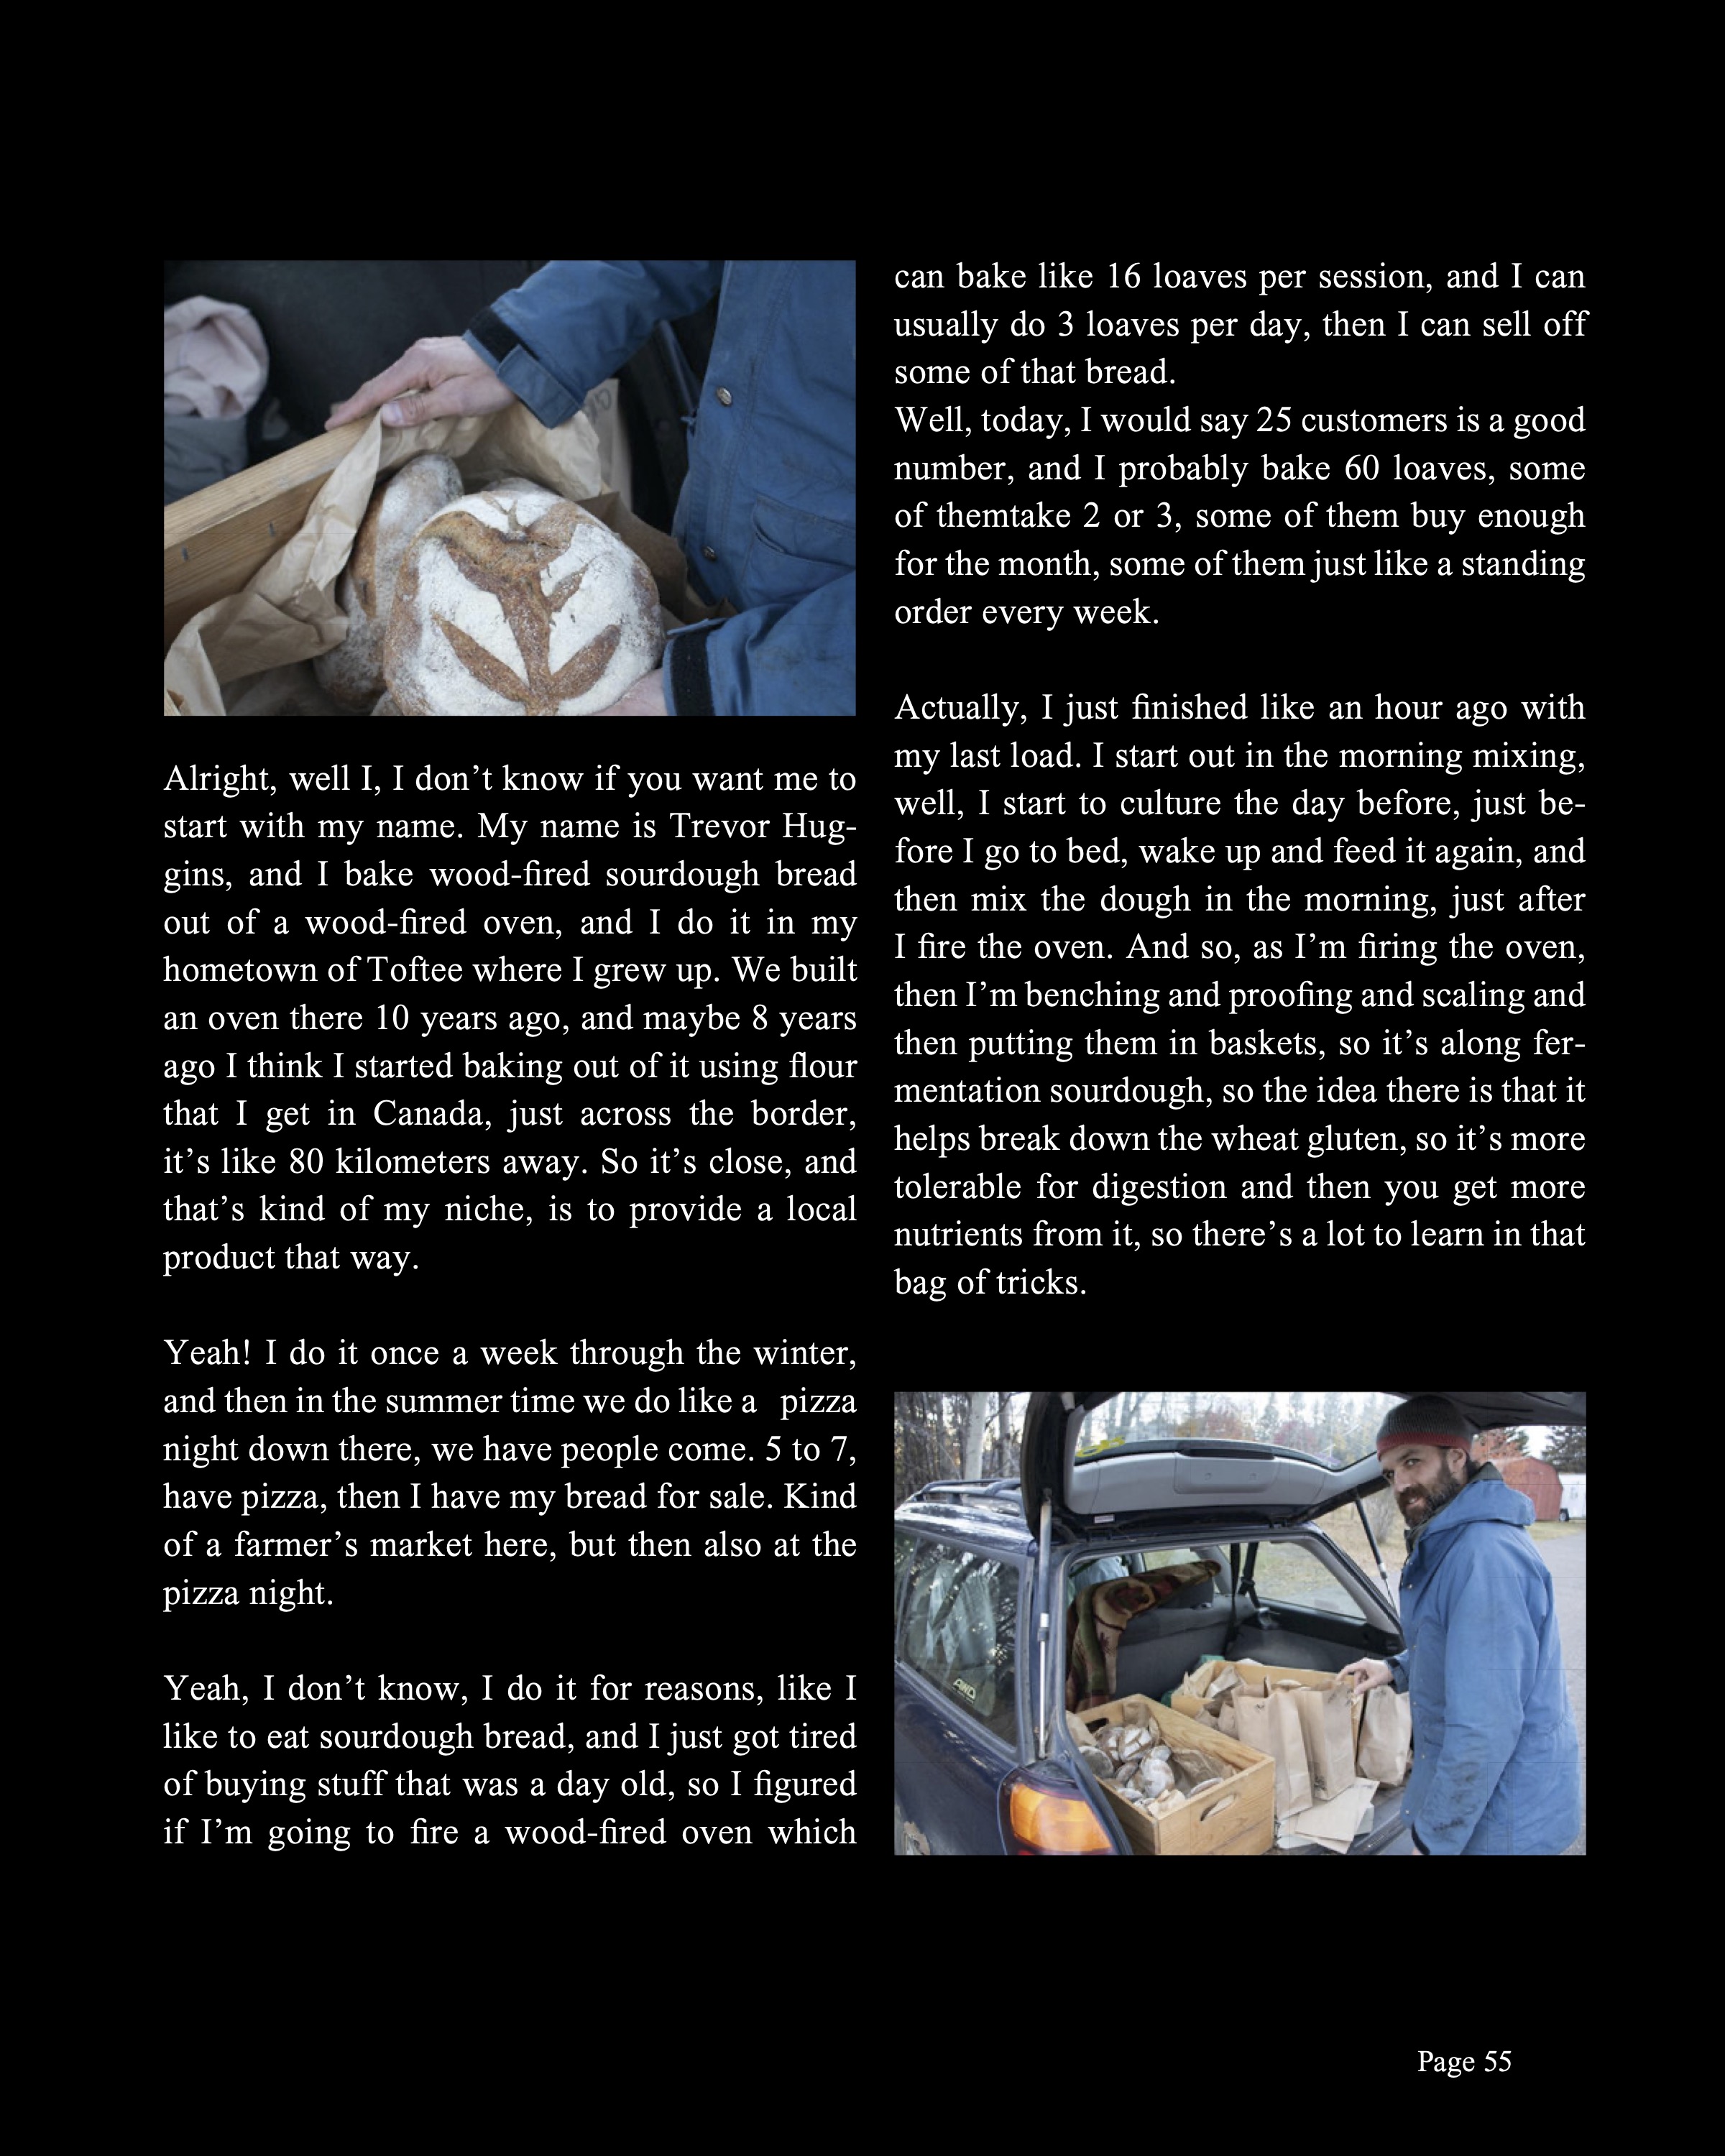 Alright, well I, I don’t know if you want me to
start with my name. My name is Trevor Hug-
gins, and I bake wood-fired sourdough bread
out of a wood-fired oven, and I do it in my
hometown of Toftee where I grew up. We built
an oven there 10 years ago, and maybe 8 years
ago I think I started baking out of it using flour
that I get in Canada, just across the border,
it’s like 80 kilometers away. So it’s close, and
that’s kind of my niche, is to provide a local
product that way.
Yeah! I do it once a week through the winter,
and then in the summer time we do like a pizza
night down there, we have people come. 5 to 7,
have pizza, then I have my bread for sale. Kind
of a farmer’s market here, but then also at the
pizza night.
Yeah, I don’t know, I do it for reasons, like I
like to eat sourdough bread, and I just got tired
of buying stuff that was a day old, so I figured
if I’m going to fire a wood-fired oven which
can bake like 16 loaves per session, and I can
usually do 3 loaves per day, then I can sell off
some of that bread.
Well, today, I would say 25 customers is a good
number, and I probably bake 60 loaves, some
of themtake 2 or 3, some of them buy enough
for the month, some of them just like a standing
order every week.
Actually, I just finished like an hour ago with
my last load. I start out in the morning mixing,
well, I start to culture the day before, just be-
fore I go to bed, wake up and feed it again, and
then mix the dough in the morning, just after
I fire the oven. And so, as I’m firing the oven,
then I’m benching and proofing and scaling and
then putting them in baskets, so it’s along fer-
mentation sourdough, so the idea there is that it
helps break down the wheat gluten, so it’s more
tolerable for digestion and then you get more
nutrients from it, so there’s a lot to learn in that
bag of tricks.
Page 55